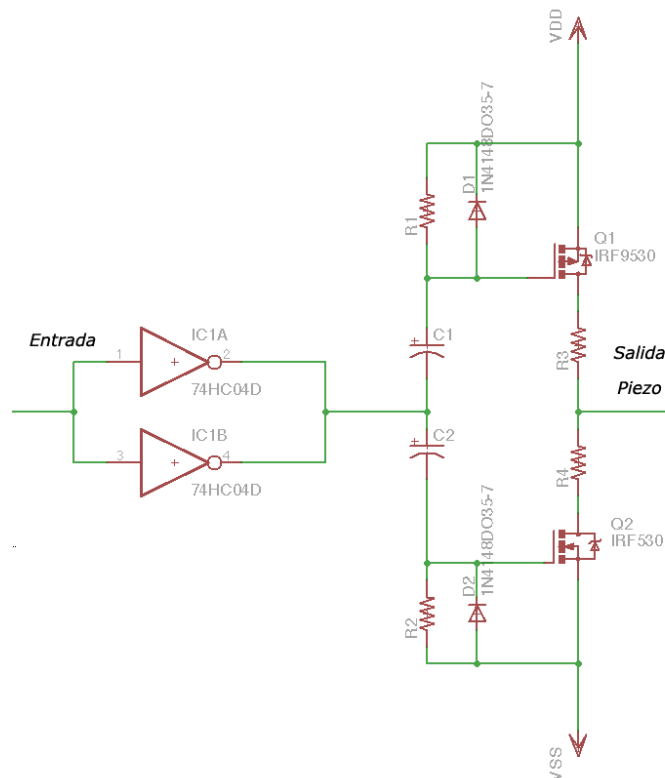 VDD
1N4148DO35-7
D1
R1
Q1
IRF9530
C1
+
R3
Entrada
IC1A
1
2
+
74HC04D
Salida
Piezo
IC1B
3
4
+
74HC04D
C2
+
R4
Q2
IRF530
1N4148DO35-7
D2
R2
VSS